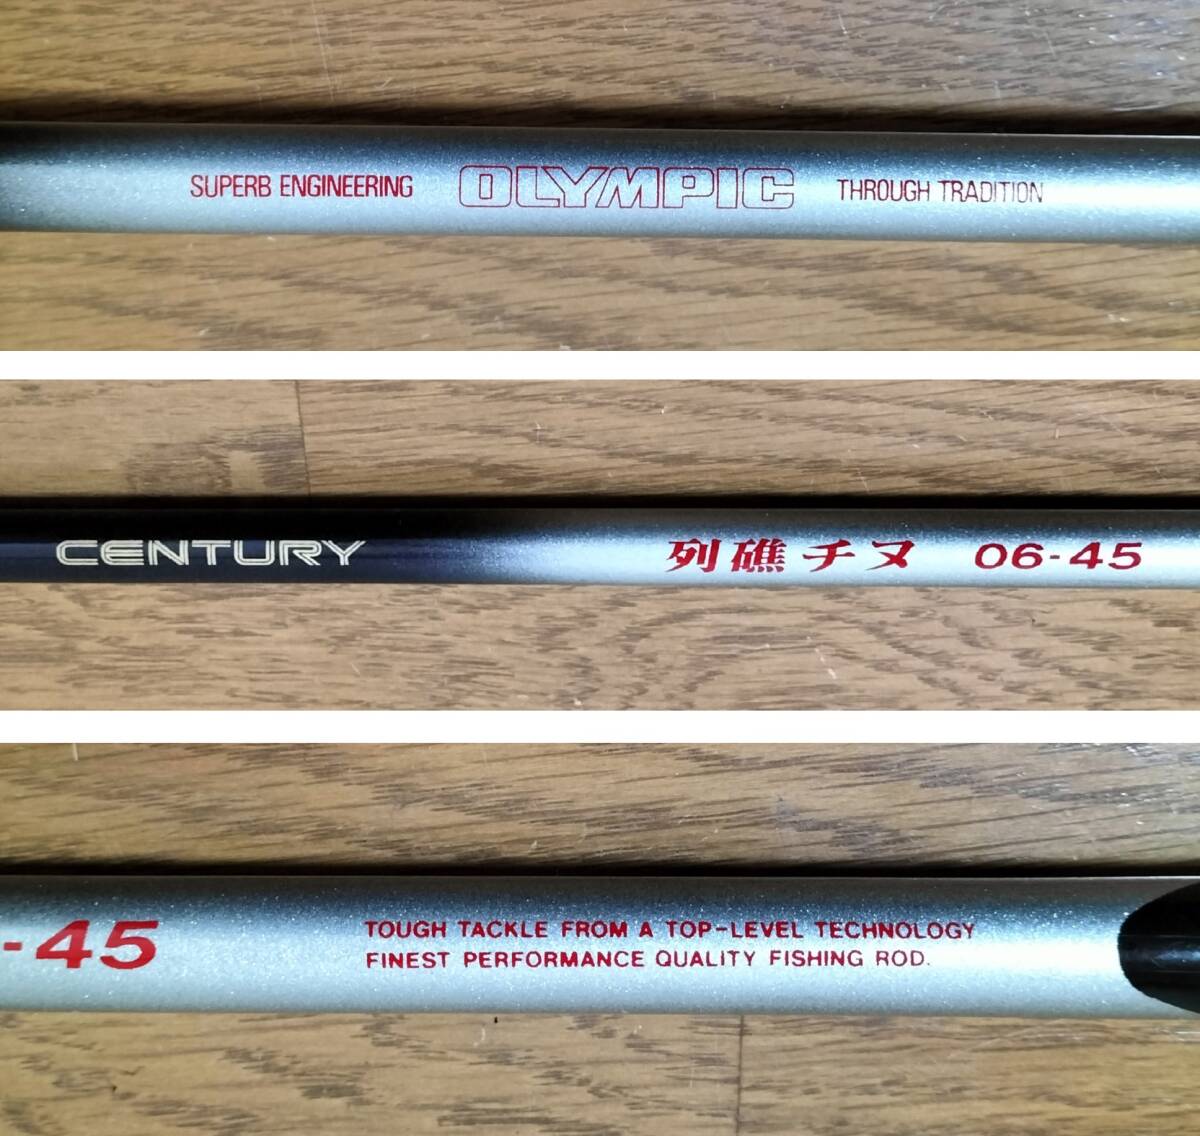 SUPERB ENGINEERING OLYMPIC THROUGH TRADITION
CENTURY 列礁チヌ 06-45
-45
TOUGH TACKLE FROM A TOP-LEVEL TECHNOLOGY
FINEST PERFORMANCE QUALITY FISHING ROD.